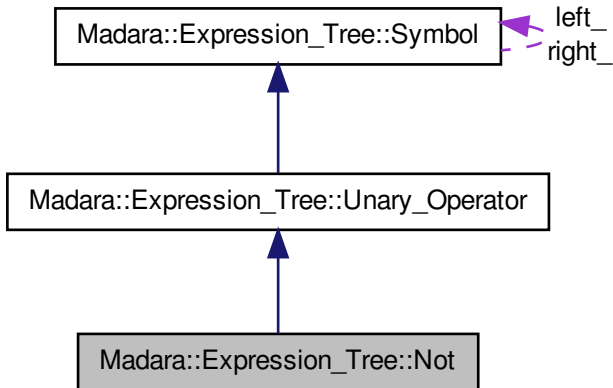 Madara::Expression_Tree::Symbol
left_
right_
Madara::Expression_Tree::Unary_Operator
Madara::Expression_Tree::Not